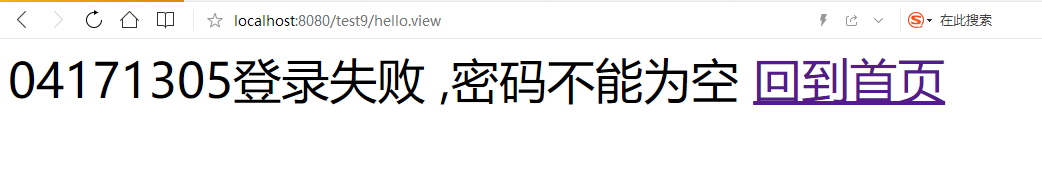 localhost:8080/test9/hello.view 在此搜索
04171305登录失败 ,密码不能为空 回到首页